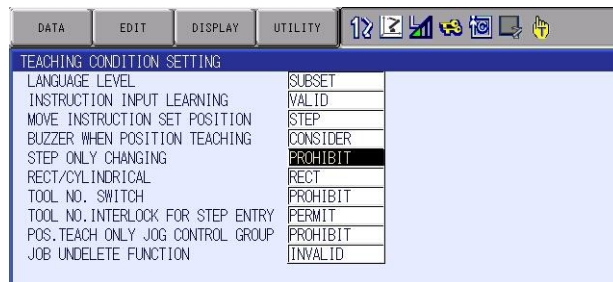 DATA EDIT DISPLAY UTILITY
TEACHING CONDITION SETTING
LANGUAGE LEVEL SUBSET
INSTRUCTION INPUT LEARNING VALID
MOVE INSTRUCTION SET POSITION STEP
BUZZER WHEN POSITION TEACHING CONSIDER
STEP ONLY CHANGING PROHIBIT
RECT/CYLINDRICAL RECT
TOOL NO. SWITCH PROHIBIT
TOOL NO.INTERLOCK FOR STEP ENTRY PERMIT
POS.TEACH ONLY JOG CONTROL GROUP PROHIBIT
JOB UNDELETE FUNCTION INVALID